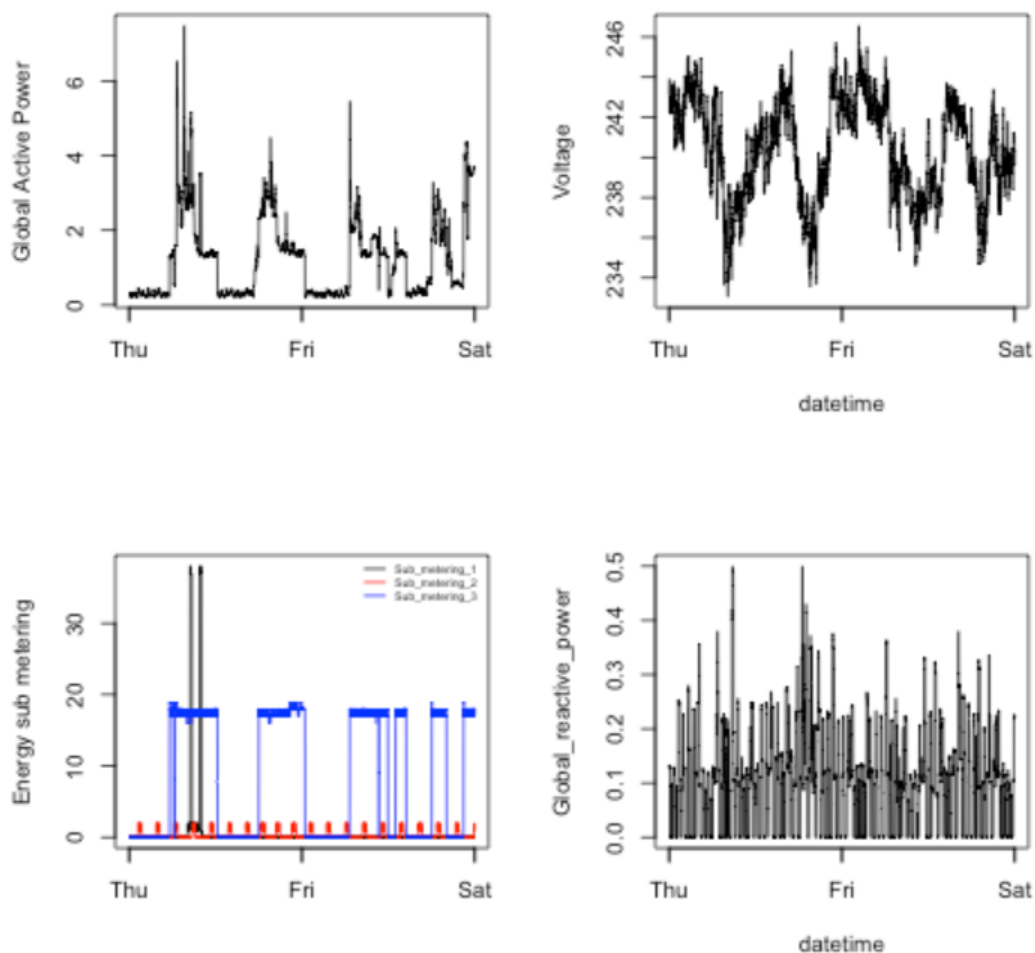 Global Active Power
0
2
4
6
Thu
Fri
Sat
Voltage
234
238
242
246
Thu
Fri
Sat
datetime
Energy sub metering
0
10
20
30
Sub_metering_1
Sub_metering_2
Sub_metering_3
Thu
Fri
Sat
Global_reactive_power
0.0
0.1
0.2
0.3
0.4
0.5
Thu
Fri
Sat
datetime